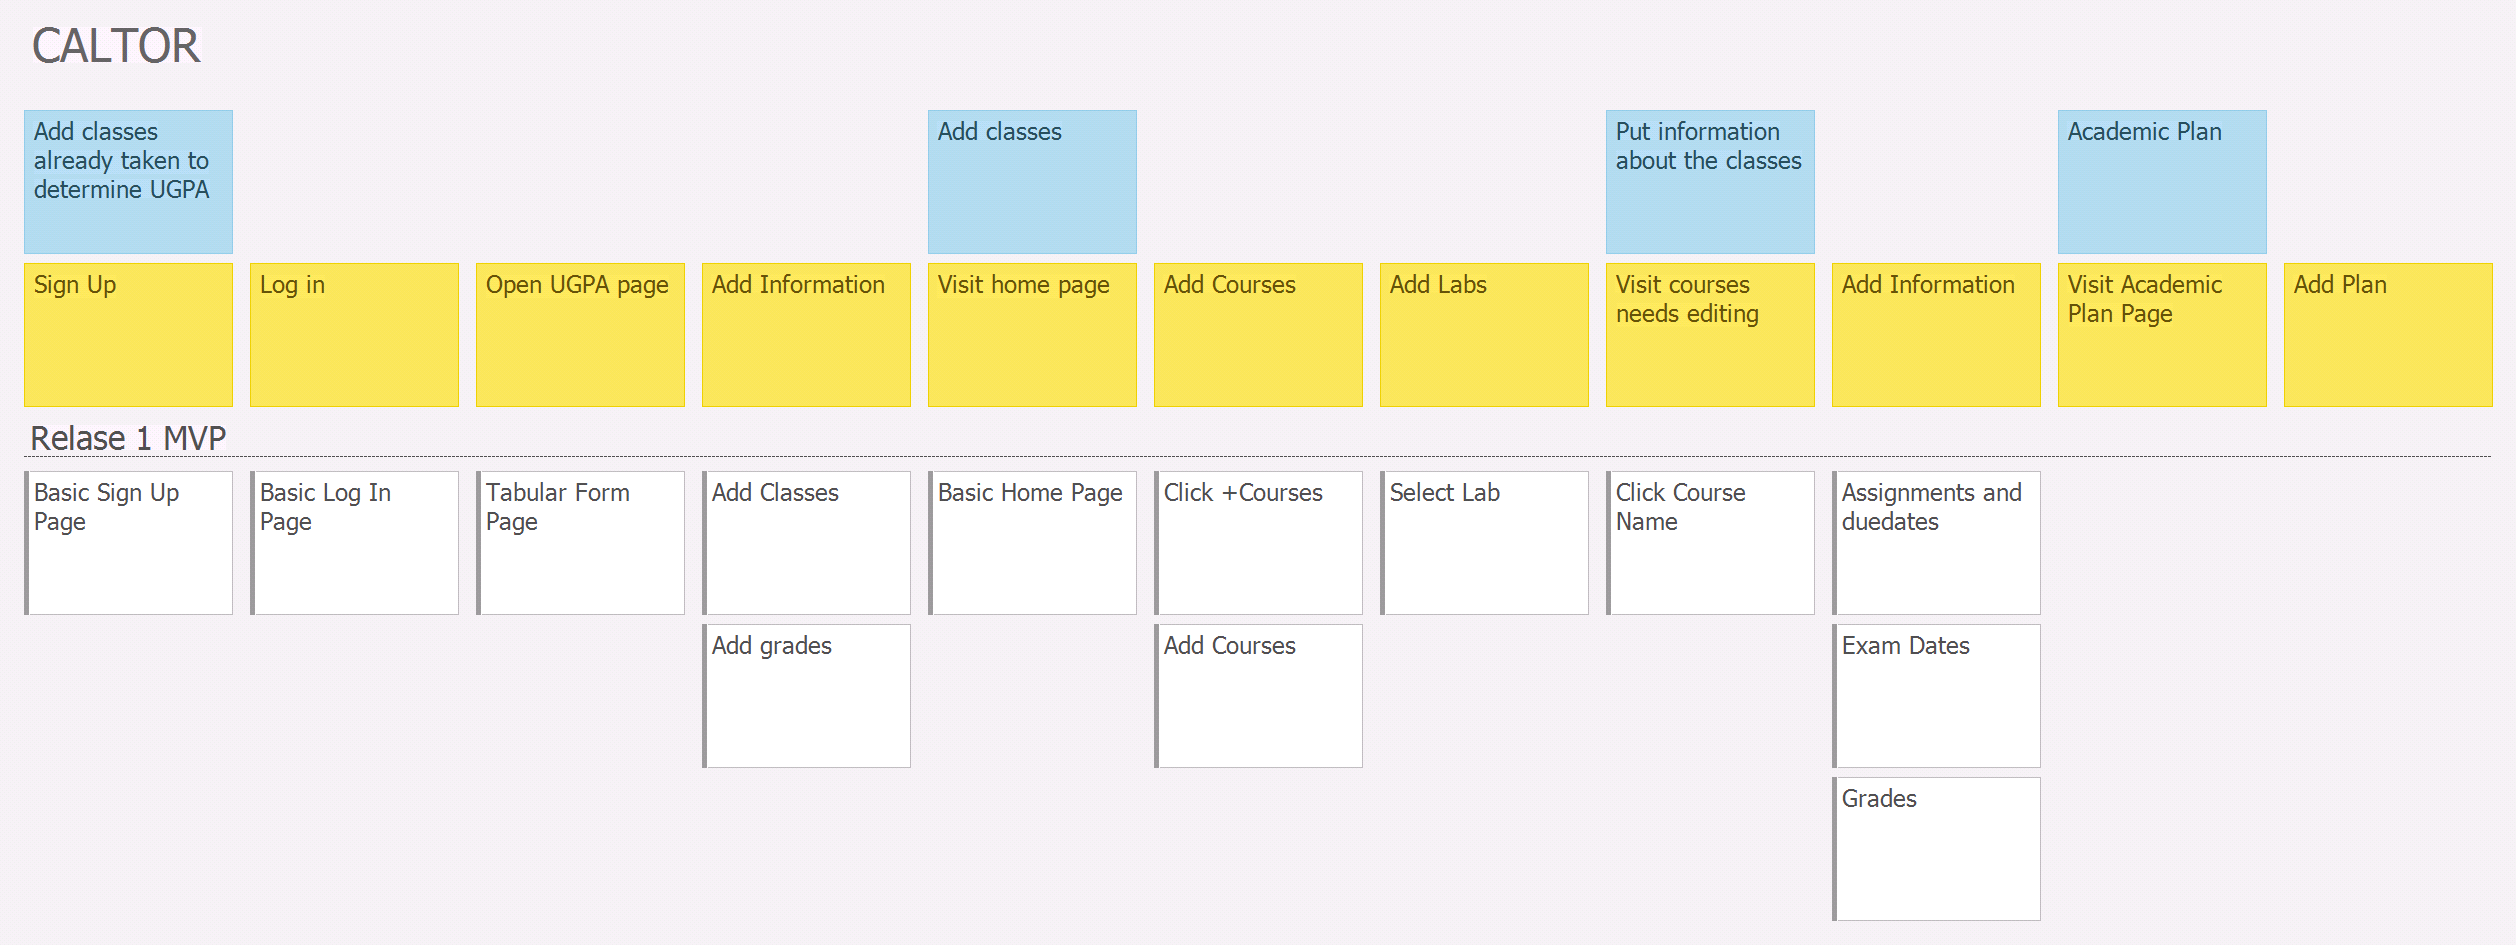 CALTOR
Add classes
already taken to
determine UGPA
Add classes
Put information
about the classes
Academic Plan
Sign Up
Log in
Open UGPA page
Add Information
Visit home page
Add Courses
Add Labs
Visit courses
needs editing
Add Information
Visit Academic
Plan Page
Add Plan
Relase 1 MVP
Basic Sign Up
Page
Basic Log In
Page
Tabular Form
Page
Add Classes
Basic Home Page
Click +Courses
Select Lab
Click Course
Name
Assignments and
duedates
Add grades
Add Courses
Exam Dates
Grades